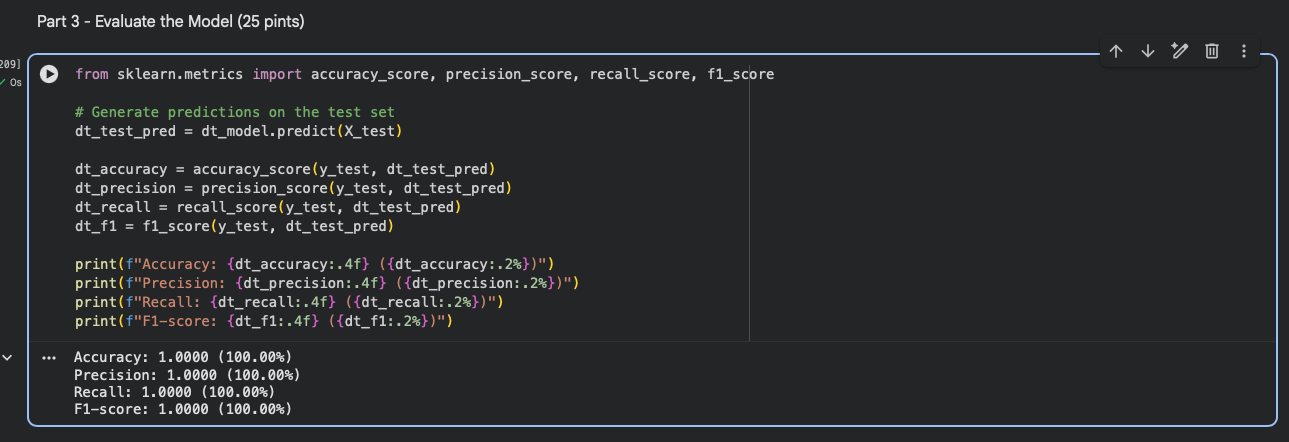 Part 3 - Evaluate the Model (25 pints)
209]
0s
from sklearn.metrics import accuracy_score, precision_score, recall_score, f1_score
# Generate predictions on the test set
dt_test_pred = dt_model.predict(X_test)
dt_accuracy = accuracy_score(y_test, dt_test_pred)
dt_precision = precision_score(y_test, dt_test_pred)
dt_recall = recall_score(y_test, dt_test_pred)
dt_f1 = f1_score(y_test, dt_test_pred)
print(f"Accuracy: {dt_accuracy:.4f} ({dt_accuracy:.2%})")
print(f"Precision: {dt_precision:.4f} ({dt_precision:.2%})")
print(f"Recall: {dt_recall:.4f} ({dt_recall:.2%})")
print(f"F1-score: {dt_f1:.4f} ({dt_f1:.2%})")
Accuracy: 1.0000 (100.00%)
Precision: 1.0000 (100.00%)
Recall: 1.0000 (100.00%)
F1-score: 1.0000 (100.00%)